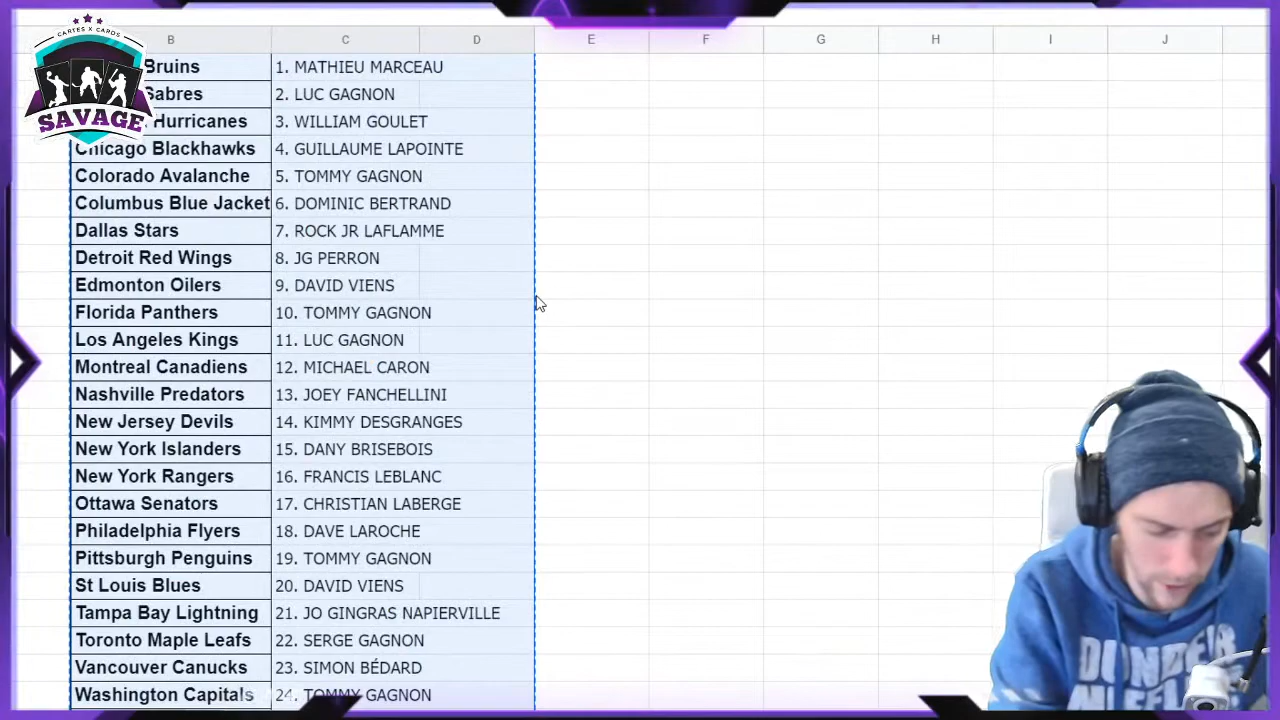 CARTES X CARDS
SAVAGE
B C D E F G H I J
Bruins 1. MATHIEU MARCEAU
Sabres 2. LUC GAGNON
Hurricanes 3. WILLIAM GOULET
Chicago Blackhawks 4. GUILLAUME LAPOINTE
Colorado Avalanche 5. TOMMY GAGNON
Columbus Blue Jacket 6. DOMINIC BERTRAND
Dallas Stars 7. ROCK JR LAFLAMME
Detroit Red Wings 8. JG PERRON
Edmonton Oilers 9. DAVID VIENS
Florida Panthers 10. TOMMY GAGNON
Los Angeles Kings 11. LUC GAGNON
Montreal Canadiens 12. MICHAEL CARON
Nashville Predators 13. JOEY FANCHELLINI
New Jersey Devils 14. KIMMY DESGRANGES
New York Islanders 15. DANY BRISEBOIS
New York Rangers 16. FRANCIS LEBLANC
Ottawa Senators 17. CHRISTIAN LABERGE
Philadelphia Flyers 18. DAVE LAROCHE
Pittsburgh Penguins 19. TOMMY GAGNON
St Louis Blues 20. DAVID VIENS
Tampa Bay Lightning 21. JO GINGRAS NAPIERVILLE
Toronto Maple Leafs 22. SERGE GAGNON
Vancouver Canucks 23. SIMON BÉDARD
Washington Capitals 24. TOMMY GAGNON